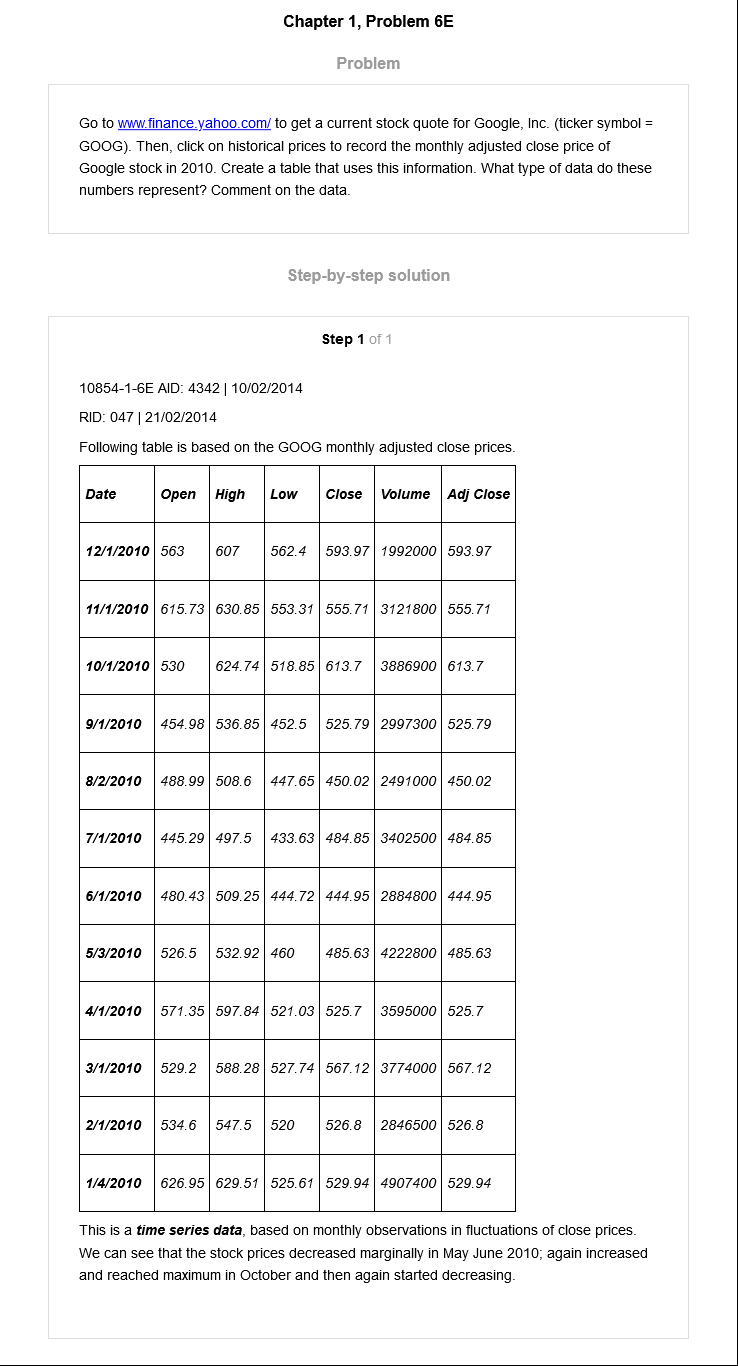 Chapter 1, Problem 6E
Problem
Go to www.finance.yahoo.com/ to get a current stock quote for Google, Inc. (ticker symbol =
GOOG). Then, click on historical prices to record the monthly adjusted close price of
Google stock in 2010. Create a table that uses this information. What type of data do these
numbers represent? Comment on the data.
Step-by-step solution
Step 1 of 1
10854-1-6E AID: 4342 | 10/02/2014
RID: 047 | 21/02/2014
Following table is based on the GOOG monthly adjusted close prices.
Date Open High Low Close Volume Adj Close
12/1/2010 563 607 562.4 593.97 1992000 593.97
11/1/2010 615.73 630.85 553.31 555.71 3121800 555.71
10/1/2010 530 624.74 518.85 613.7 3886900 613.7
9/1/2010 454.98 536.85 452.5 525.79 2997300 525.79
8/2/2010 488.99 508.6 447.65 450.02 2491000 450.02
7/1/2010 445.29 497.5 433.63 484.85 3402500 484.85
6/1/2010 480.43 509.25 444.72 444.95 2884800 444.95
5/3/2010 526.5 532.92 460 485.63 4222800 485.63
4/1/2010 571.35 597.84 521.03 525.7 3595000 525.7
3/1/2010 529.2 588.28 527.74 567.12 3774000 567.12
2/1/2010 534.6 547.5 520 526.8 2846500 526.8
1/4/2010 626.95 629.51 525.61 529.94 4907400 529.94
This is a time series data, based on monthly observations in fluctuations of close prices.
We can see that the stock prices decreased marginally in May June 2010; again increased
and reached maximum in October and then again started decreasing.